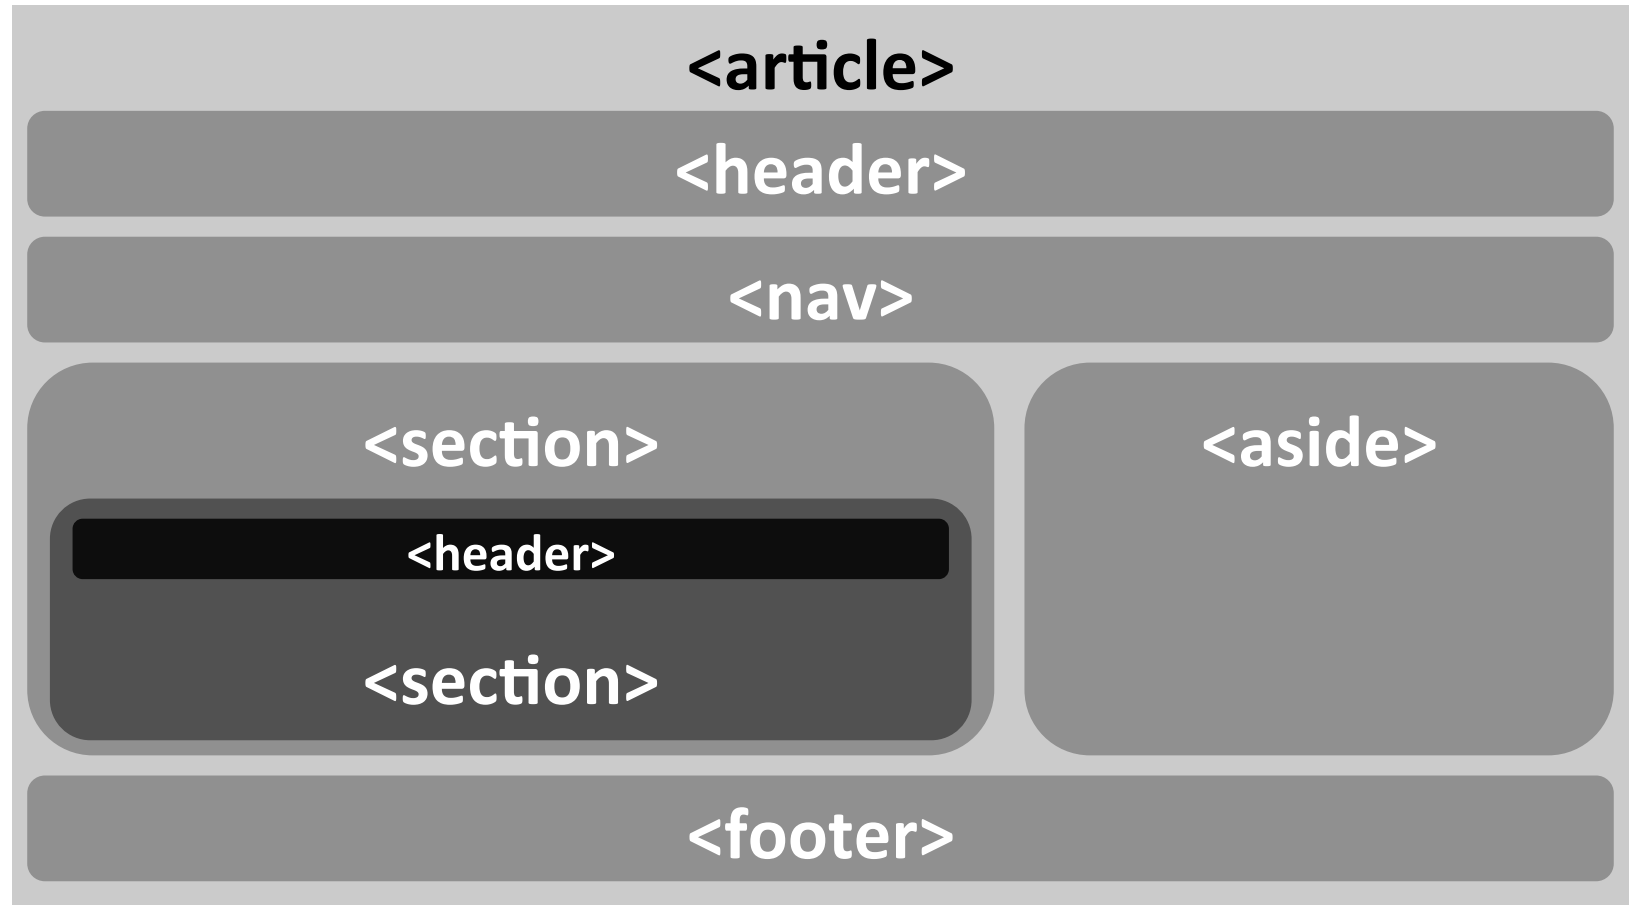 <article>
<header>
<nav>
<section>
<header>
<section>
<aside>
<footer>